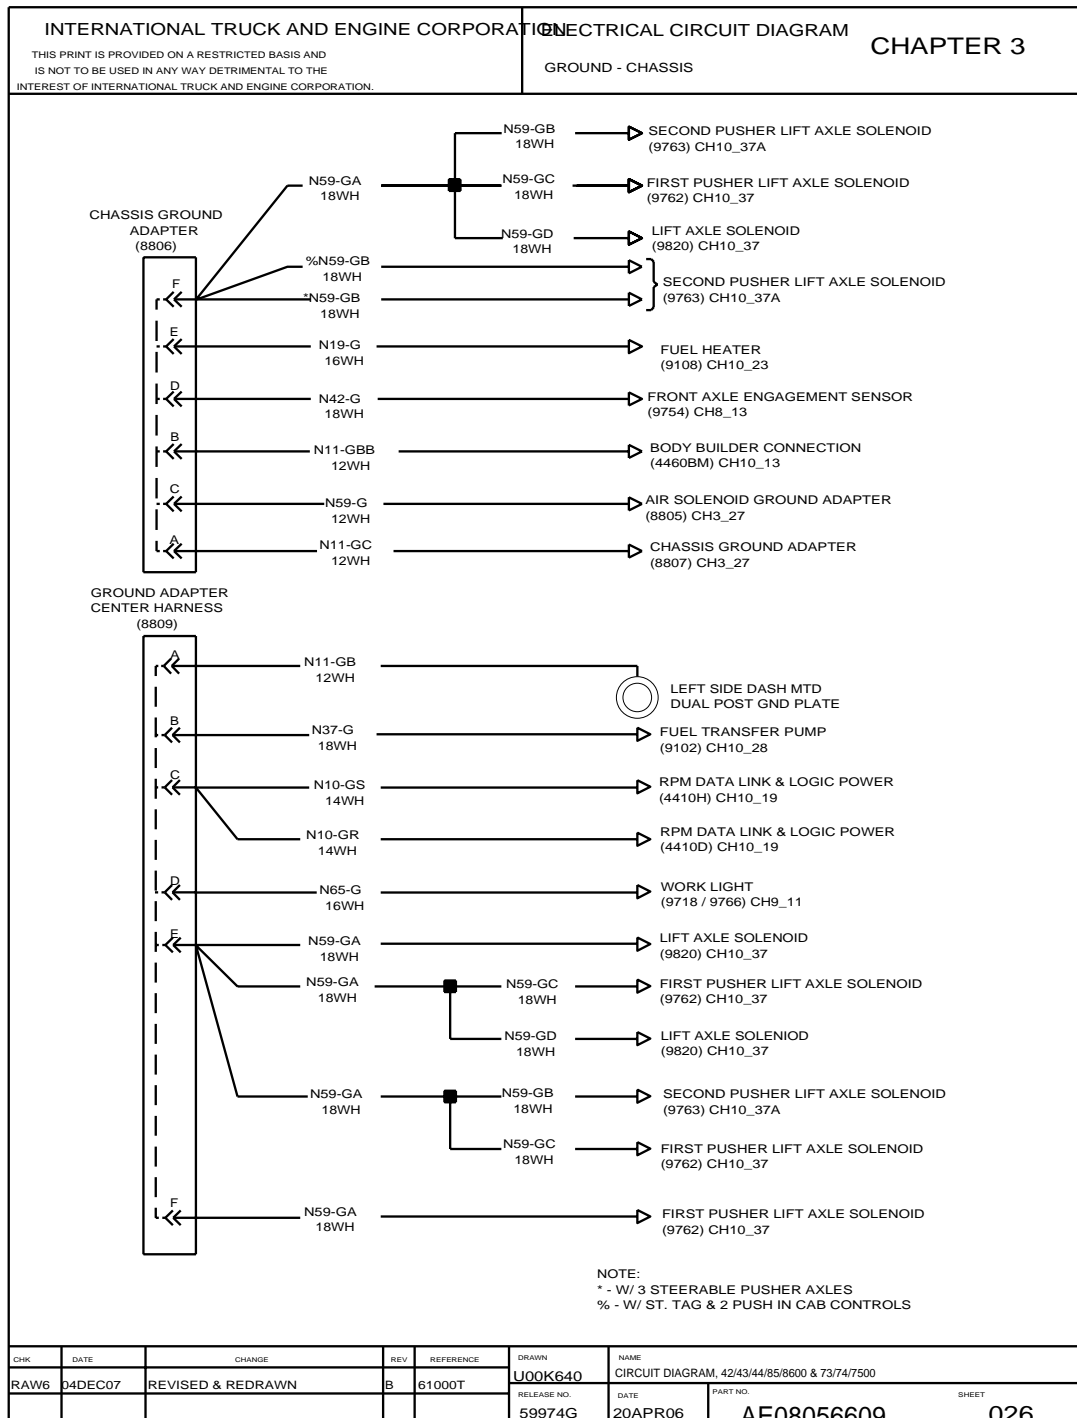 INTERNATIONAL TRUCK AND ENGINE CORPORATION
THIS PRINT IS PROVIDED ON A RESTRICTED BASIS AND
IS NOT TO BE USED IN ANY WAY DETRIMENTAL TO THE
INTEREST OF INTERNATIONAL TRUCK AND ENGINE CORPORATION.
ELECTRICAL CIRCUIT DIAGRAM
GROUND - CHASSIS
CHAPTER 3
CHASSIS GROUND
ADAPTER
(8806)
N59-GA
18WH
N59-GB
18WH
SECOND PUSHER LIFT AXLE SOLENOID
(9763) CH10_37A
N59-GC
18WH
FIRST PUSHER LIFT AXLE SOLENOID
(9762) CH10_37
N59-GD
18WH
LIFT AXLE SOLENOID
(9820) CH10_37
F
%N59-GB
18WH
*N59-GB
18WH
SECOND PUSHER LIFT AXLE SOLENOID
(9763) CH10_37A
E
N19-G
16WH
FUEL HEATER
(9108) CH10_23
D
N42-G
18WH
FRONT AXLE ENGAGEMENT SENSOR
(9754) CH8_13
B
N11-GBB
12WH
BODY BUILDER CONNECTION
(4460BM) CH10_13
C
N59-G
12WH
AIR SOLENOID GROUND ADAPTER
(8805) CH3_27
A
N11-GC
12WH
CHASSIS GROUND ADAPTER
(8807) CH3_27
GROUND ADAPTER
CENTER HARNESS
(8809)
A
N11-GB
12WH
LEFT SIDE DASH MTD
DUAL POST GND PLATE
B
N37-G
18WH
FUEL TRANSFER PUMP
(9102) CH10_28
C
N10-GS
14WH
RPM DATA LINK & LOGIC POWER
(4410H) CH10_19
N10-GR
14WH
RPM DATA LINK & LOGIC POWER
(4410D) CH10_19
D
N65-G
16WH
WORK LIGHT
(9718 / 9766) CH9_11
E
N59-GA
18WH
LIFT AXLE SOLENOID
(9820) CH10_37
N59-GA
18WH
N59-GC
18WH
FIRST PUSHER LIFT AXLE SOLENOID
(9762) CH10_37
N59-GD
18WH
LIFT AXLE SOLENIOD
(9820) CH10_37
N59-GA
18WH
N59-GB
18WH
SECOND PUSHER LIFT AXLE SOLENOID
(9763) CH10_37A
N59-GC
18WH
FIRST PUSHER LIFT AXLE SOLENOID
(9762) CH10_37
F
N59-GA
18WH
FIRST PUSHER LIFT AXLE SOLENOID
(9762) CH10_37
NOTE:
* - W/ 3 STEERABLE PUSHER AXLES
% - W/ ST. TAG & 2 PUSH IN CAB CONTROLS
CHK DATE CHANGE REV REFERENCE
RAW6 04DEC07 REVISED & REDRAWN B 61000T
DRAWN
U00K640
NAME
CIRCUIT DIAGRAM, 42/43/44/85/8600 & 73/74/7500
RELEASE NO.
59974G
DATE
20APR06
PART NO.
AE08056609
SHEET
026